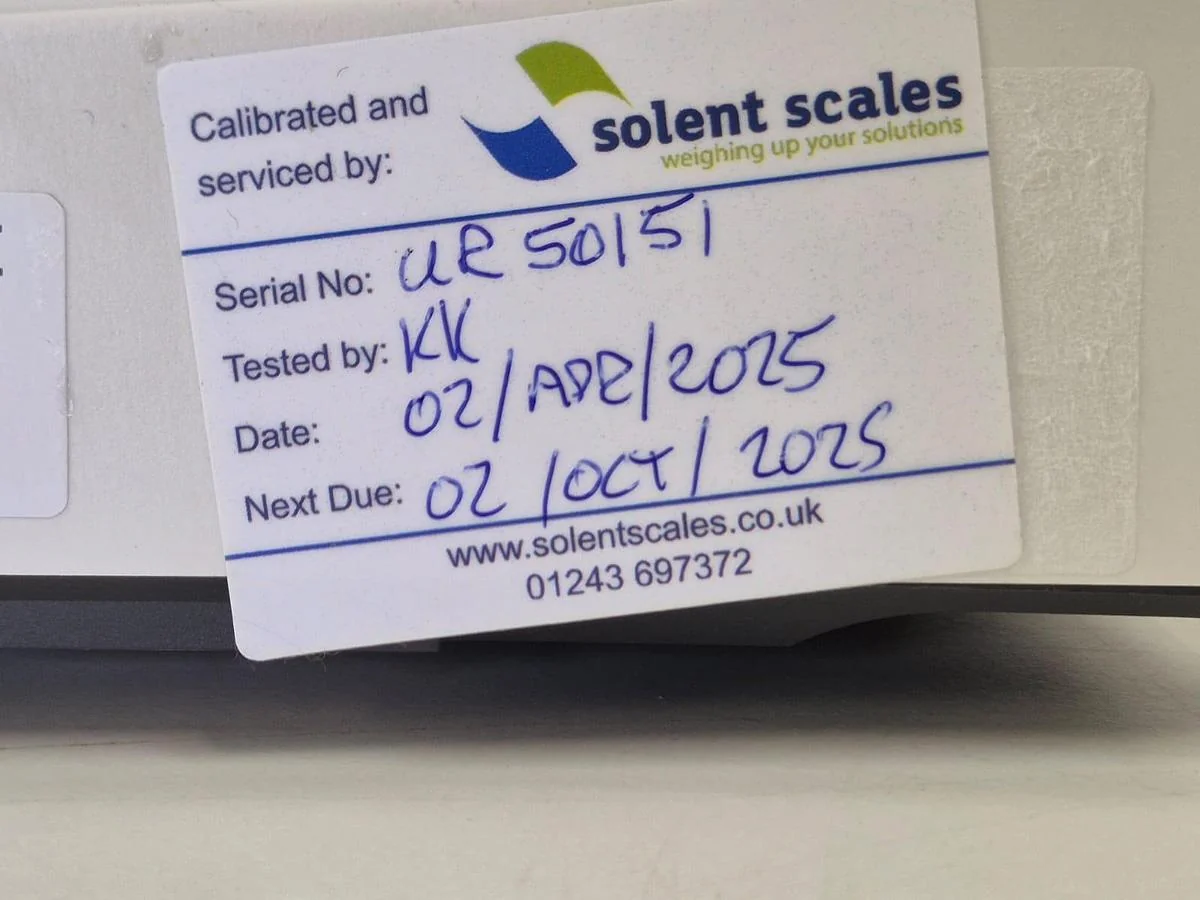 Calibrated and
serviced by:
solent scales
weighing up your solutions
Serial No: UR 50151
Tested by: KK
Date: 02/APR/2025
Next Due: 02/OCT/2025
www.solentscales.co.uk
01243 697372